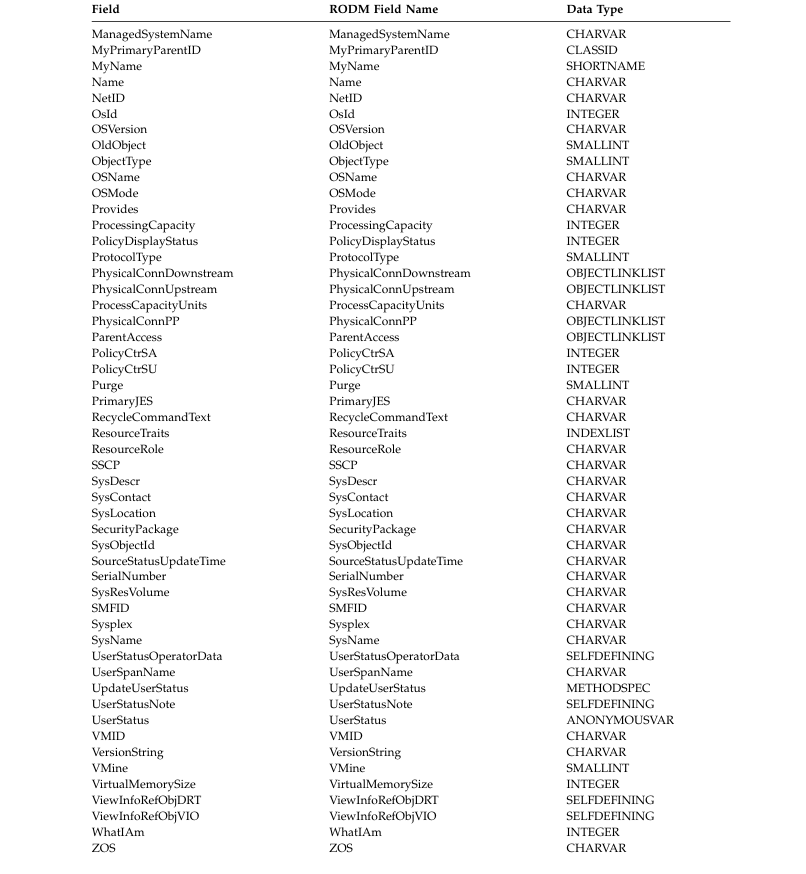 Field RODM Field Name Data Type
ManagedSystemName ManagedSystemName CHARVAR
MyPrimaryParentID MyPrimaryParentID CLASSID
MyName MyName SHORTNAME
Name Name CHARVAR
NetID NetID CHARVAR
OsId OsId INTEGER
OSVersion OSVersion CHARVAR
OldObject OldObject SMALLINT
ObjectType ObjectType SMALLINT
OSName OSName CHARVAR
OSMode OSMode CHARVAR
Provides Provides CHARVAR
ProcessingCapacity ProcessingCapacity INTEGER
PolicyDisplayStatus PolicyDisplayStatus INTEGER
ProtocolType ProtocolType SMALLINT
PhysicalConnDownstream PhysicalConnDownstream OBJECTLINKLIST
PhysicalConnUpstream PhysicalConnUpstream OBJECTLINKLIST
ProcessCapacityUnits ProcessCapacityUnits CHARVAR
PhysicalConnPP PhysicalConnPP OBJECTLINKLIST
ParentAccess ParentAccess OBJECTLINKLIST
PolicyCtrSA PolicyCtrSA INTEGER
PolicyCtrSU PolicyCtrSU INTEGER
Purge Purge SMALLINT
PrimaryJES PrimaryJES CHARVAR
RecycleCommandText RecycleCommandText CHARVAR
ResourceTraits ResourceTraits INDEXLIST
ResourceRole ResourceRole CHARVAR
SSCP SSCP CHARVAR
SysDescr SysDescr CHARVAR
SysContact SysContact CHARVAR
SysLocation SysLocation CHARVAR
SecurityPackage SecurityPackage CHARVAR
SysObjectId SysObjectId CHARVAR
SourceStatusUpdateTime SourceStatusUpdateTime CHARVAR
SerialNumber SerialNumber CHARVAR
SysResVolume SysResVolume CHARVAR
SMFID SMFID CHARVAR
Sysplex Sysplex CHARVAR
SysName SysName CHARVAR
UserStatusOperatorData UserStatusOperatorData SELFDEFINING
UserSpanName UserSpanName CHARVAR
UpdateUserStatus UpdateUserStatus METHODSPEC
UserStatusNote UserStatusNote SELFDEFINING
UserStatus UserStatus ANONYMOUSVAR
VMID VMID CHARVAR
VersionString VersionString CHARVAR
VMine VMine SMALLINT
VirtualMemorySize VirtualMemorySize INTEGER
ViewInfoRefObjDRT ViewInfoRefObjDRT SELFDEFINING
ViewInfoRefObjVIO ViewInfoRefObjVIO SELFDEFINING
WhatIAm WhatIAm INTEGER
ZOS ZOS CHARVAR